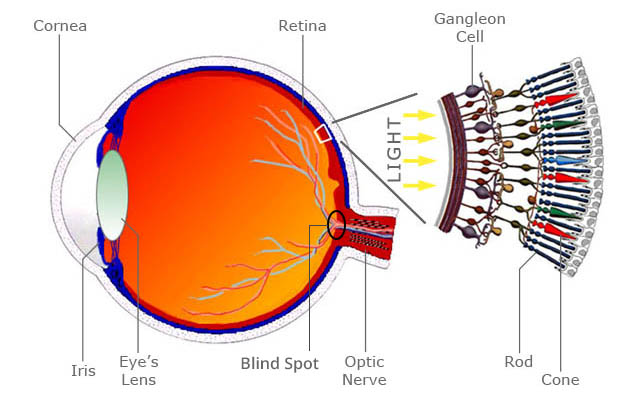 Cornea
Retina
Gangleon
Cell
LIGHT
Iris
Eye's
Lens
Blind Spot
Optic
Nerve
Rod
Cone